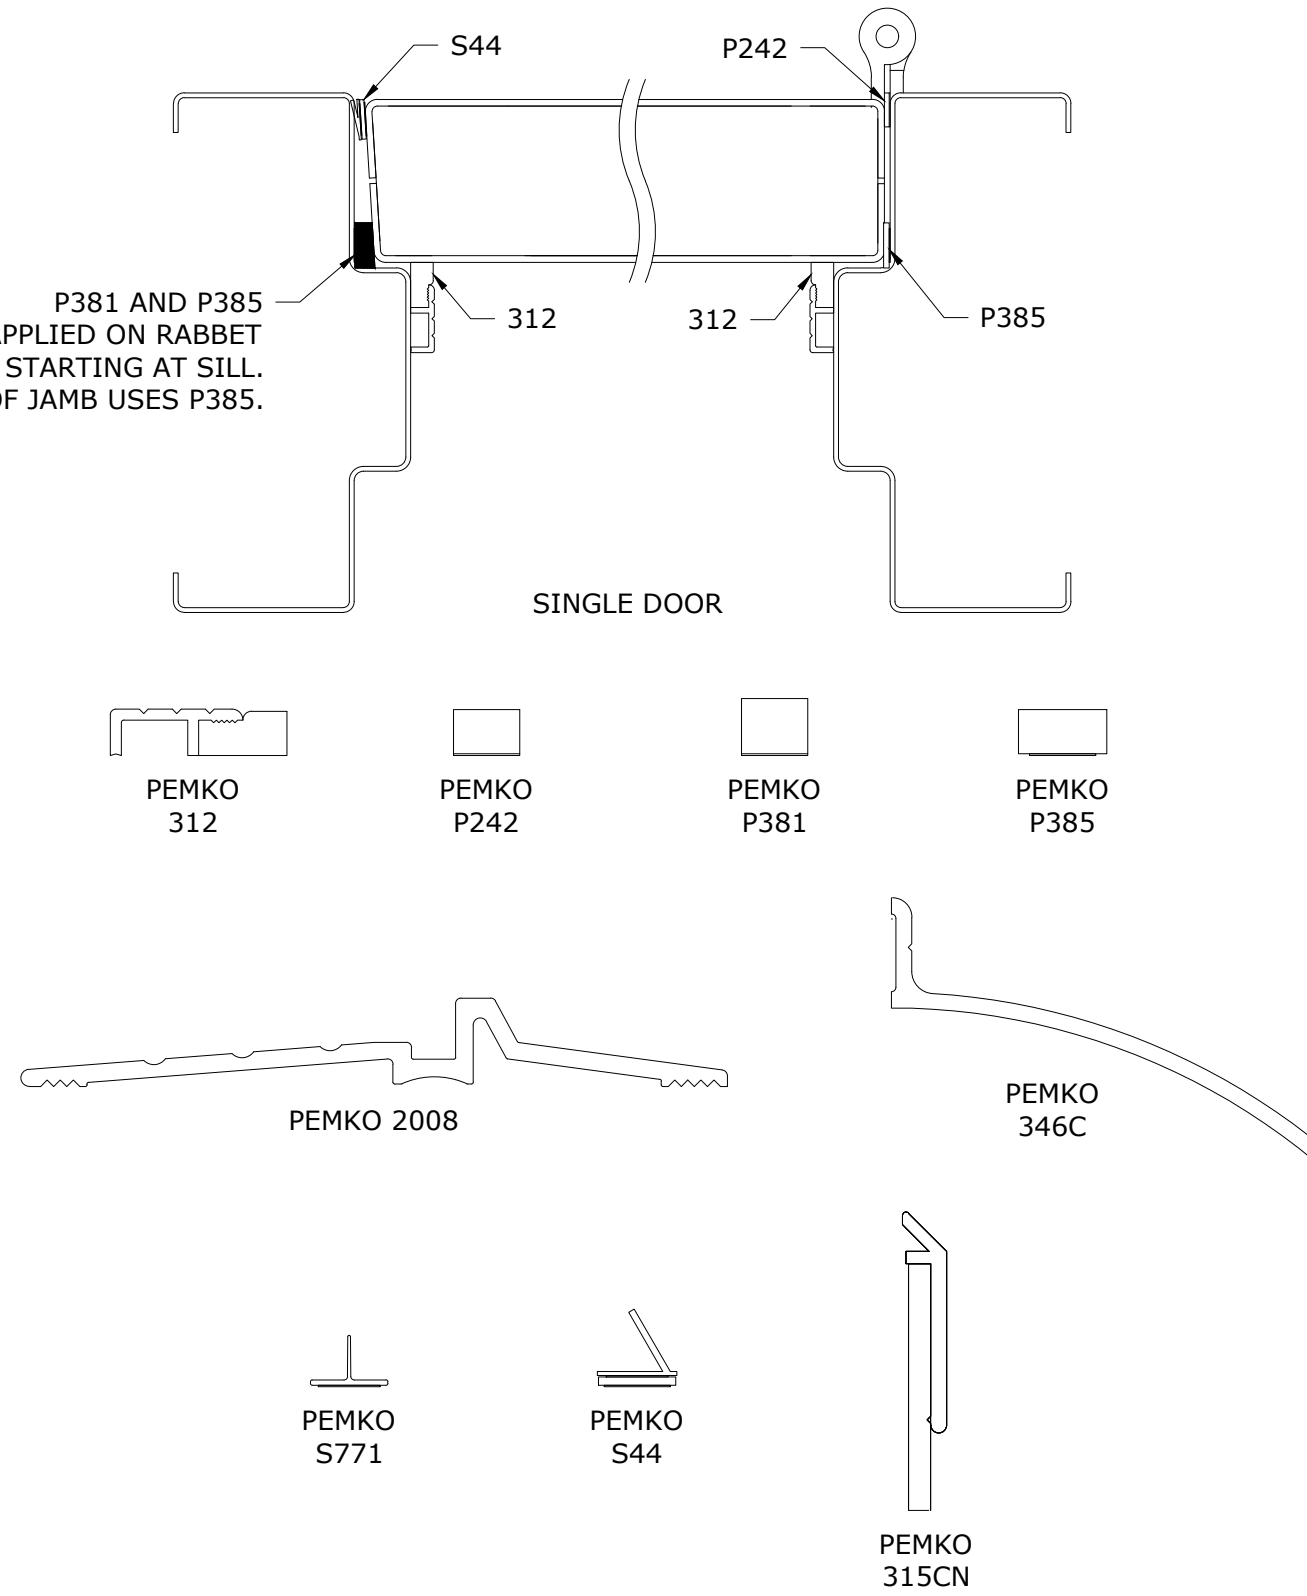 S44
P242
P381 AND P385
APPLIED ON RABBET
STARTING AT SILL.
OF JAMB USES P385.
312
312
P385
SINGLE DOOR
PEMKO
312
PEMKO
P242
PEMKO
P381
PEMKO
P385
PEMKO 2008
PEMKO
346C
PEMKO
S771
PEMKO
S44
PEMKO
315CN